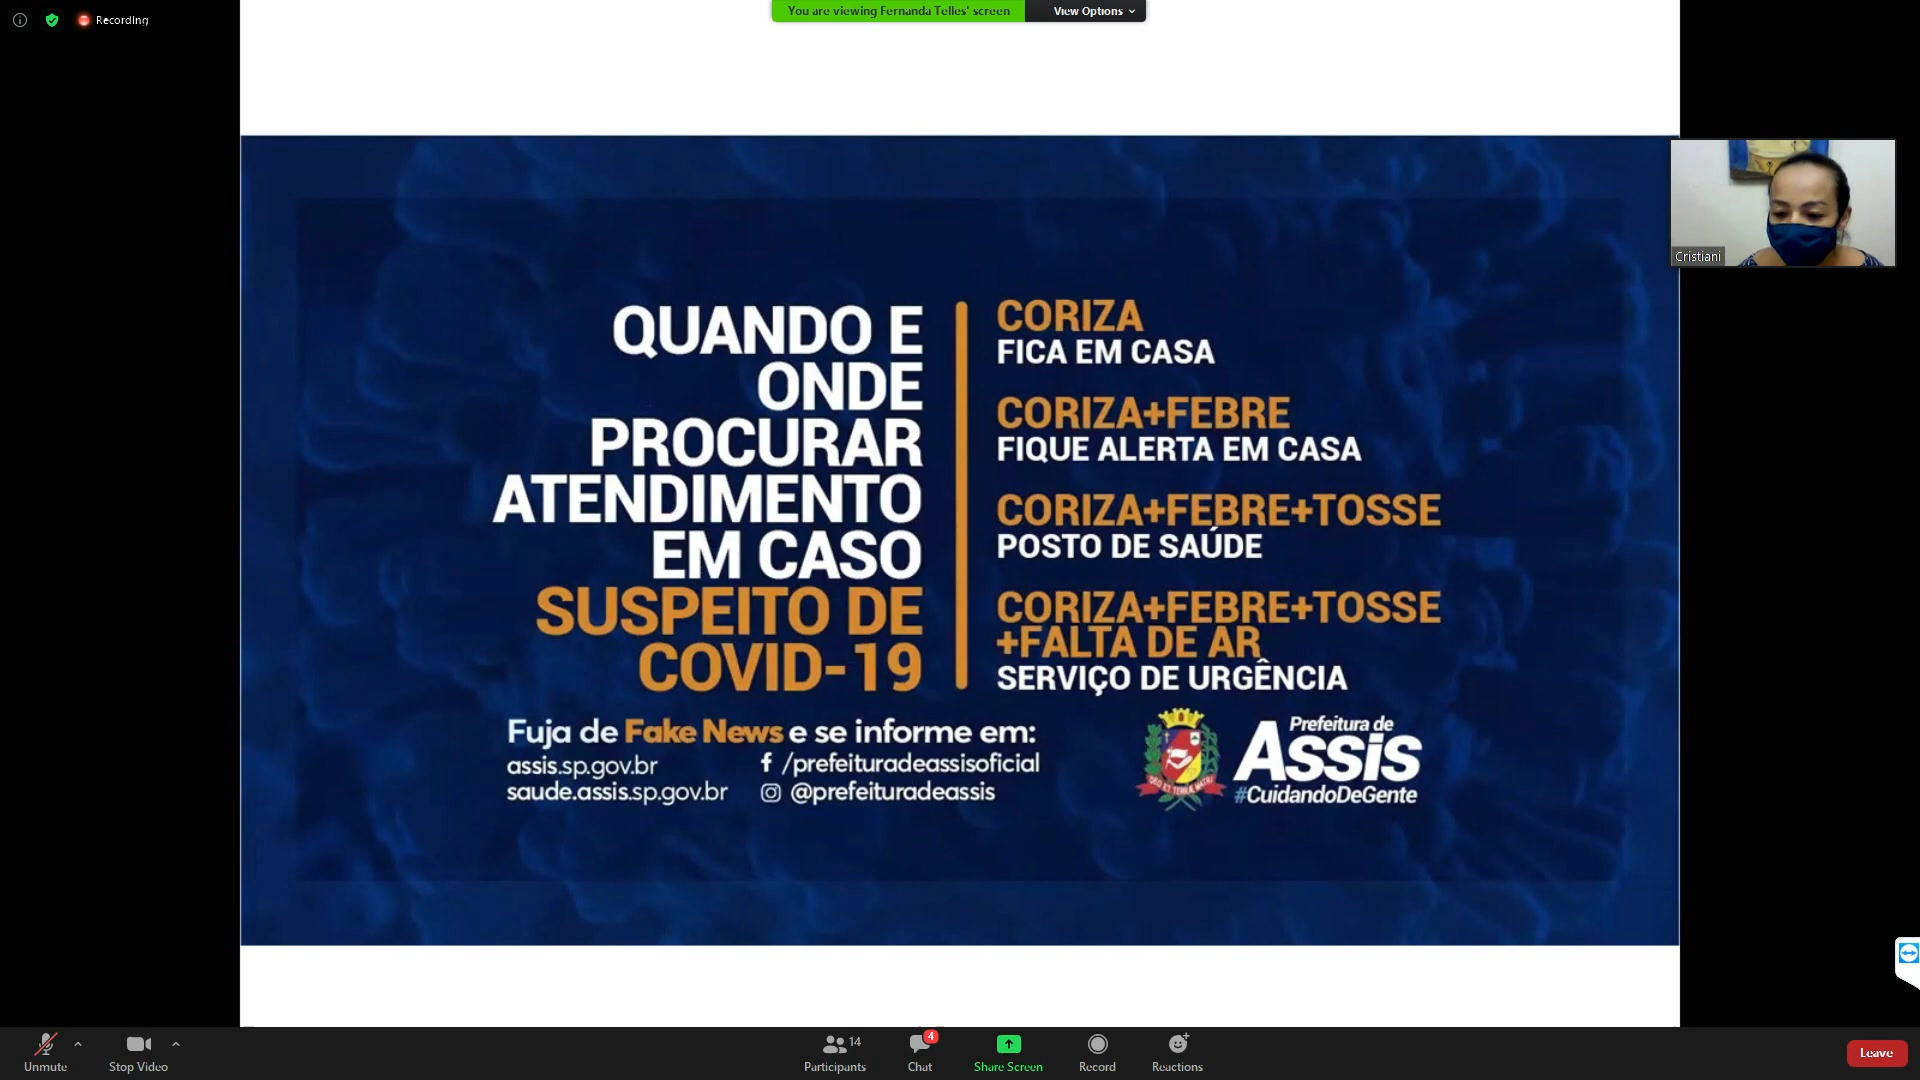 Recording
You are viewing Fernanda Telles' screen
View Options
Cristiani
QUANDO E
ONDE
PROCURAR
ATENDIMENTO
EM CASO
SUSPEITO DE
COVID-19
CORIZA
FICA EM CASA
CORIZA+FEBRE
FIQUE ALERTA EM CASA
CORIZA+FEBRE+TOSSE
POSTO DE SAÚDE
CORIZA+FEBRE+TOSSE
+FALTA DE AR
SERVIÇO DE URGÊNCIA
Fuja de Fake News e se informe em:
assis.sp.gov.br
/prefeituradeassisoficial
saude.assis.sp.gov.br
@prefeituradeassis
Prefeitura de
Assis
#CuidandoDeGente
Unmute
Stop Video
14
Participants
4
Chat
Share Screen
Record
Reactions
Leave